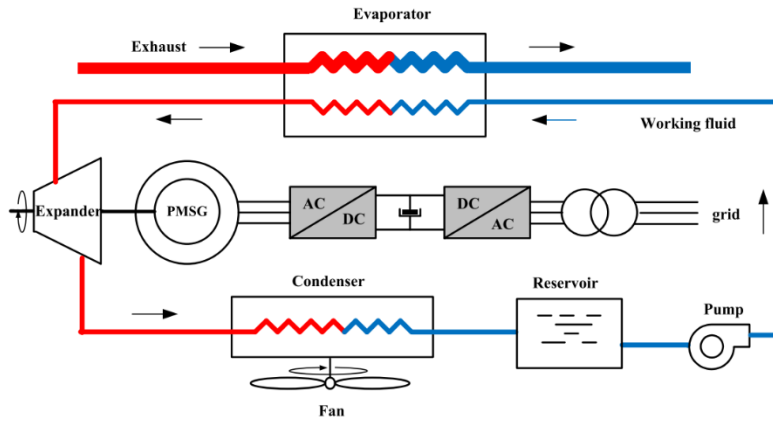 Evaporator
Exhaust
Working fluid
Expander
PMSG
AC
DC
DC
AC
grid
Condenser
Reservoir
Pump
Fan